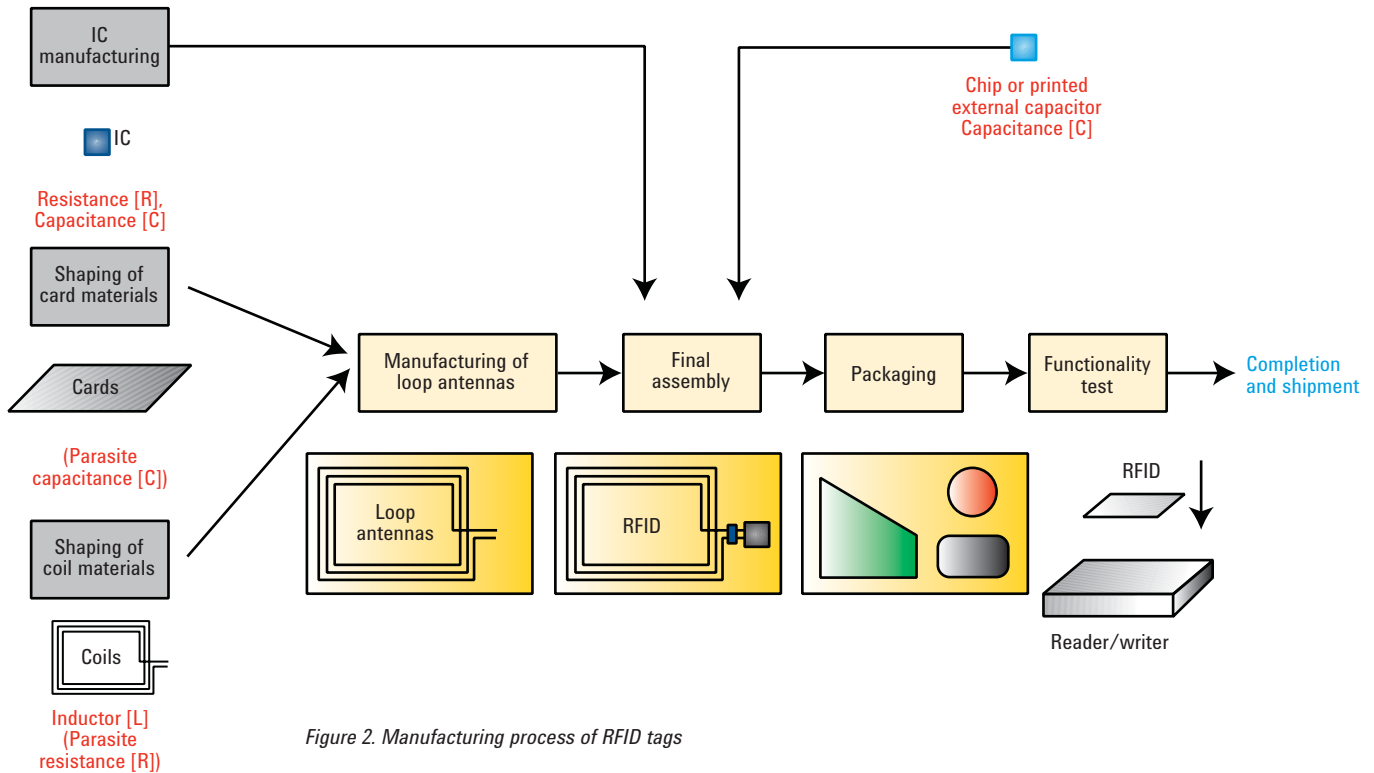 IC
manufacturing
IC
Resistance [R],
Capacitance [C]
Shaping of
card materials
Cards
(Parasite
capacitance [C])
Shaping of
coil materials
Coils
Inductor [L]
(Parasite
resistance [R])
Chip or printed
external capacitor
Capacitance [C]
Manufacturing of
loop antennas
Final
assembly
Packaging
Functionality
test
Completion
and shipment
Loop
antennas
RFID
RFID
Reader/writer
Figure 2. Manufacturing process of RFID tags